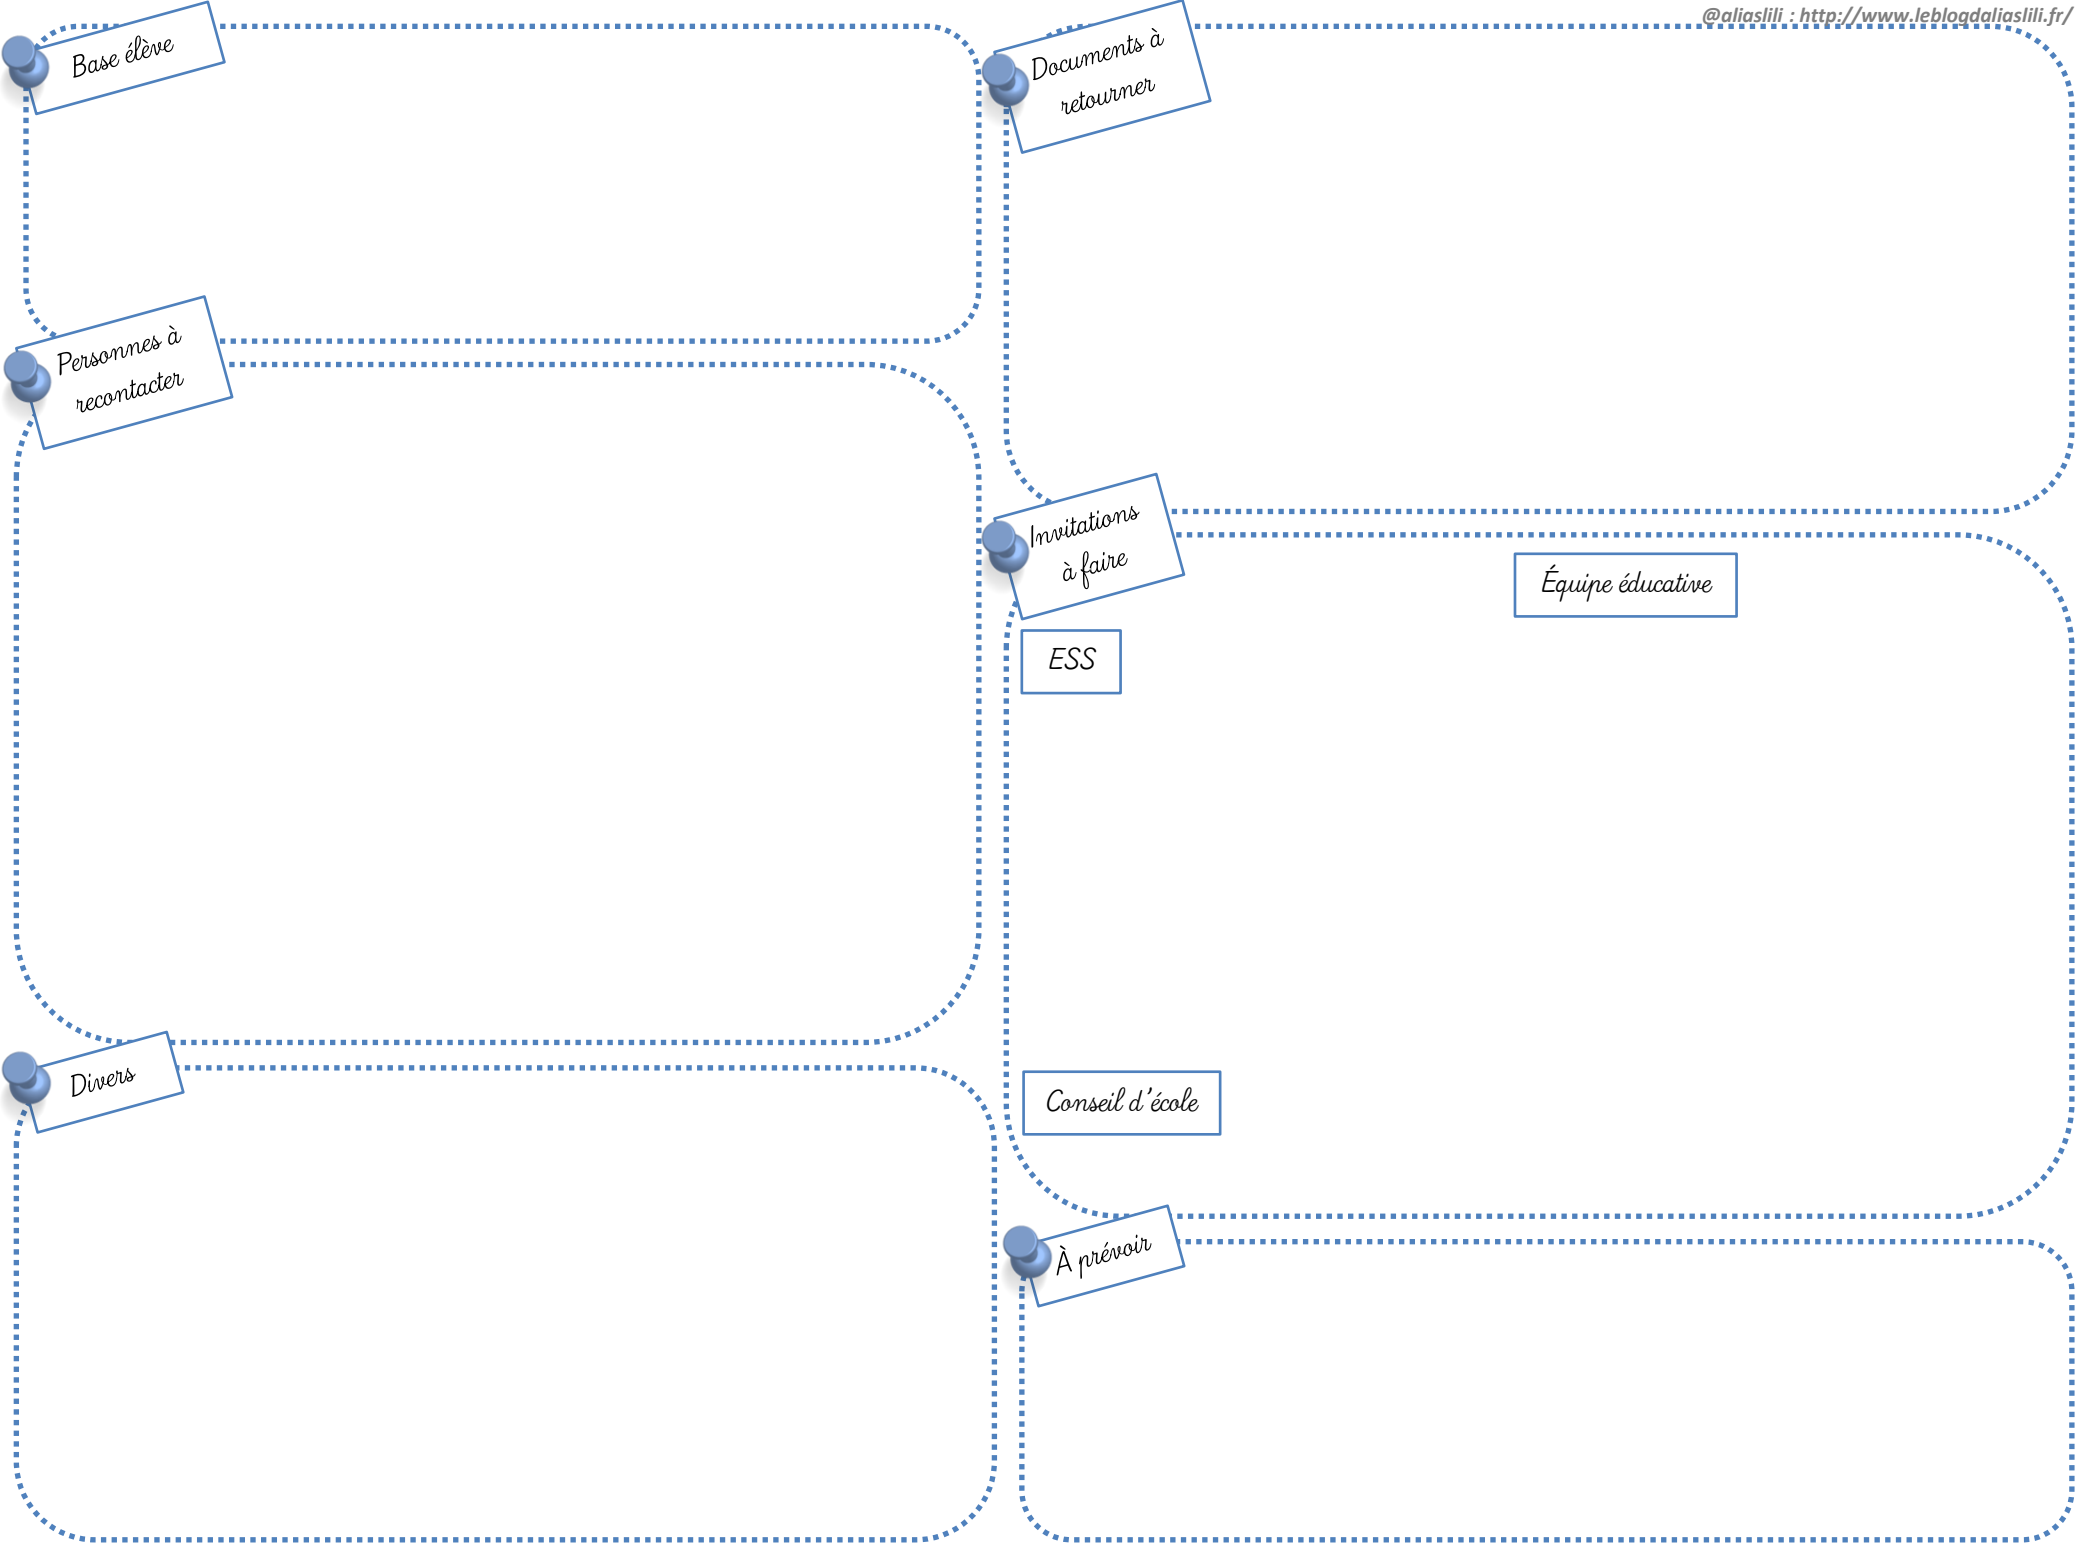 @aliaslili : http://www.leblogdaliaslili.fr/
Base élève
Personnes à
recontacter
Divers
Documents à
retourner
Invitations
à faire
Équipe éducative
ESS
Conseil d'école
À prévoir